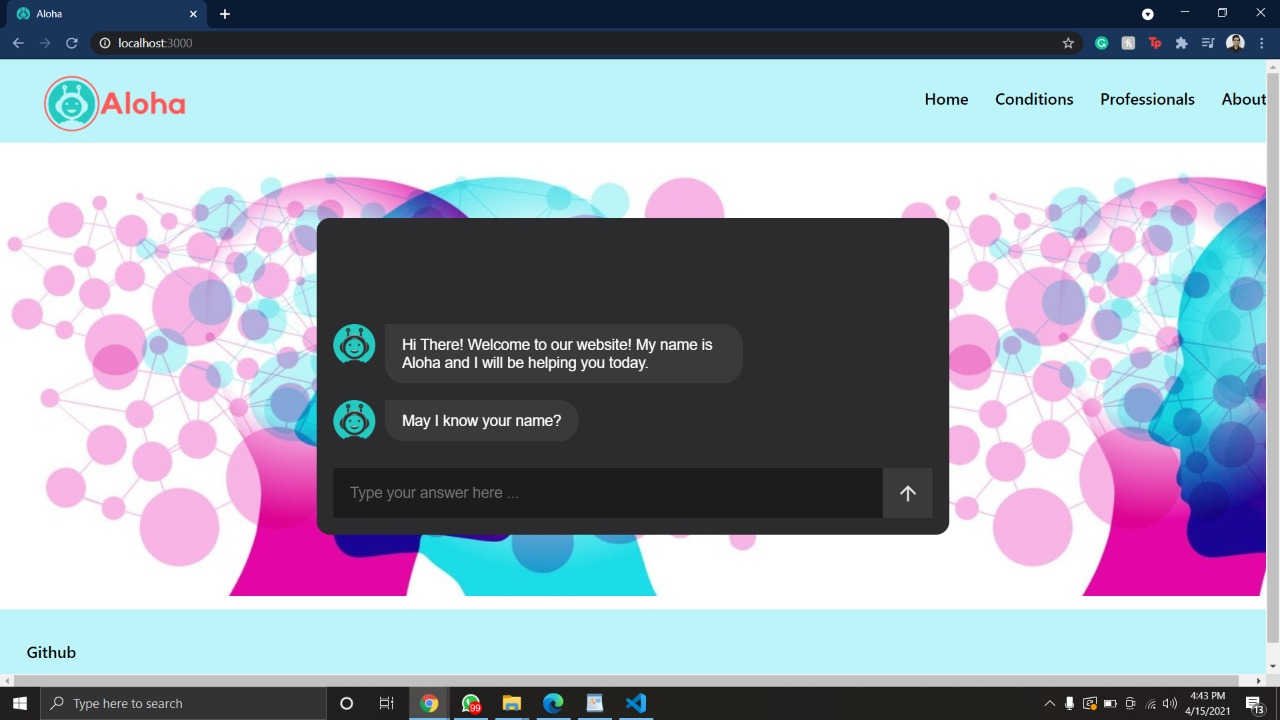 Aloha
localhost:3000
Tp
Aloha
Home Conditions Professionals About
Hi There! Welcome to our website! My name is
Aloha and I will be helping you today.
May I know your name?
Type your answer here ...
Github
Type here to search
99
4:43 PM
4/15/2021
13